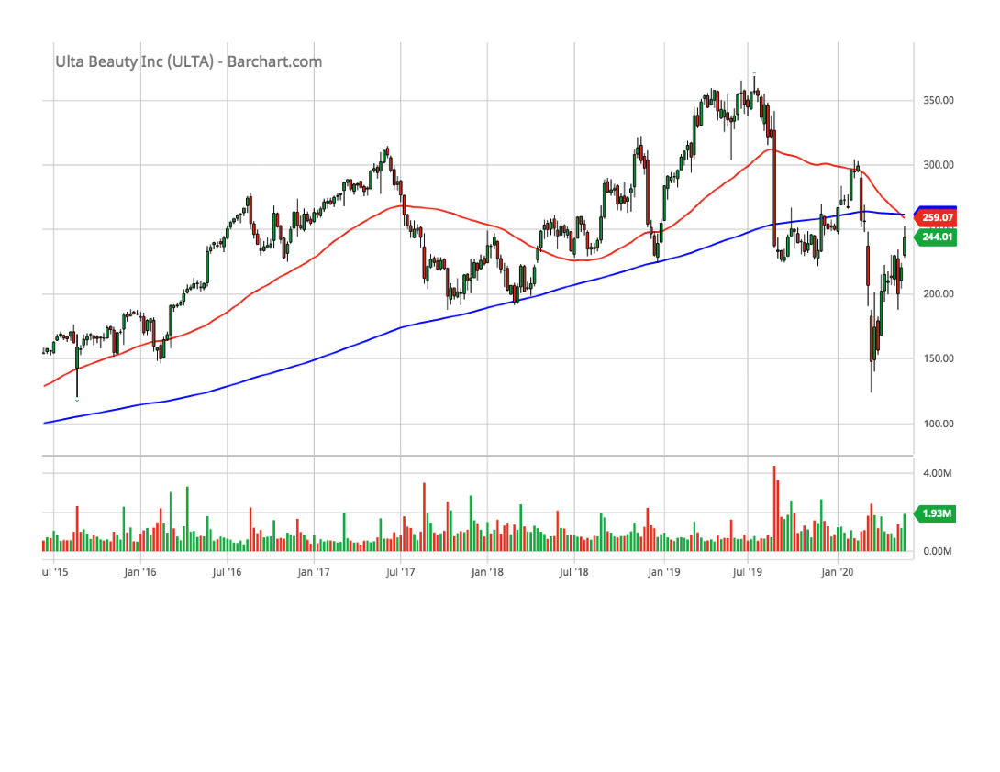 Ulta Beauty Inc (ULTA) - Barchart.com
350.00
300.00
259.07
244.01
200.00
150.00
100.00
4.00M
1.93M
0.00M
ul '15
Jan '16
Jul '16
Jan '17
Jul '17
Jan '18
Jul '18
Jan '19
Jul '19
Jan '20